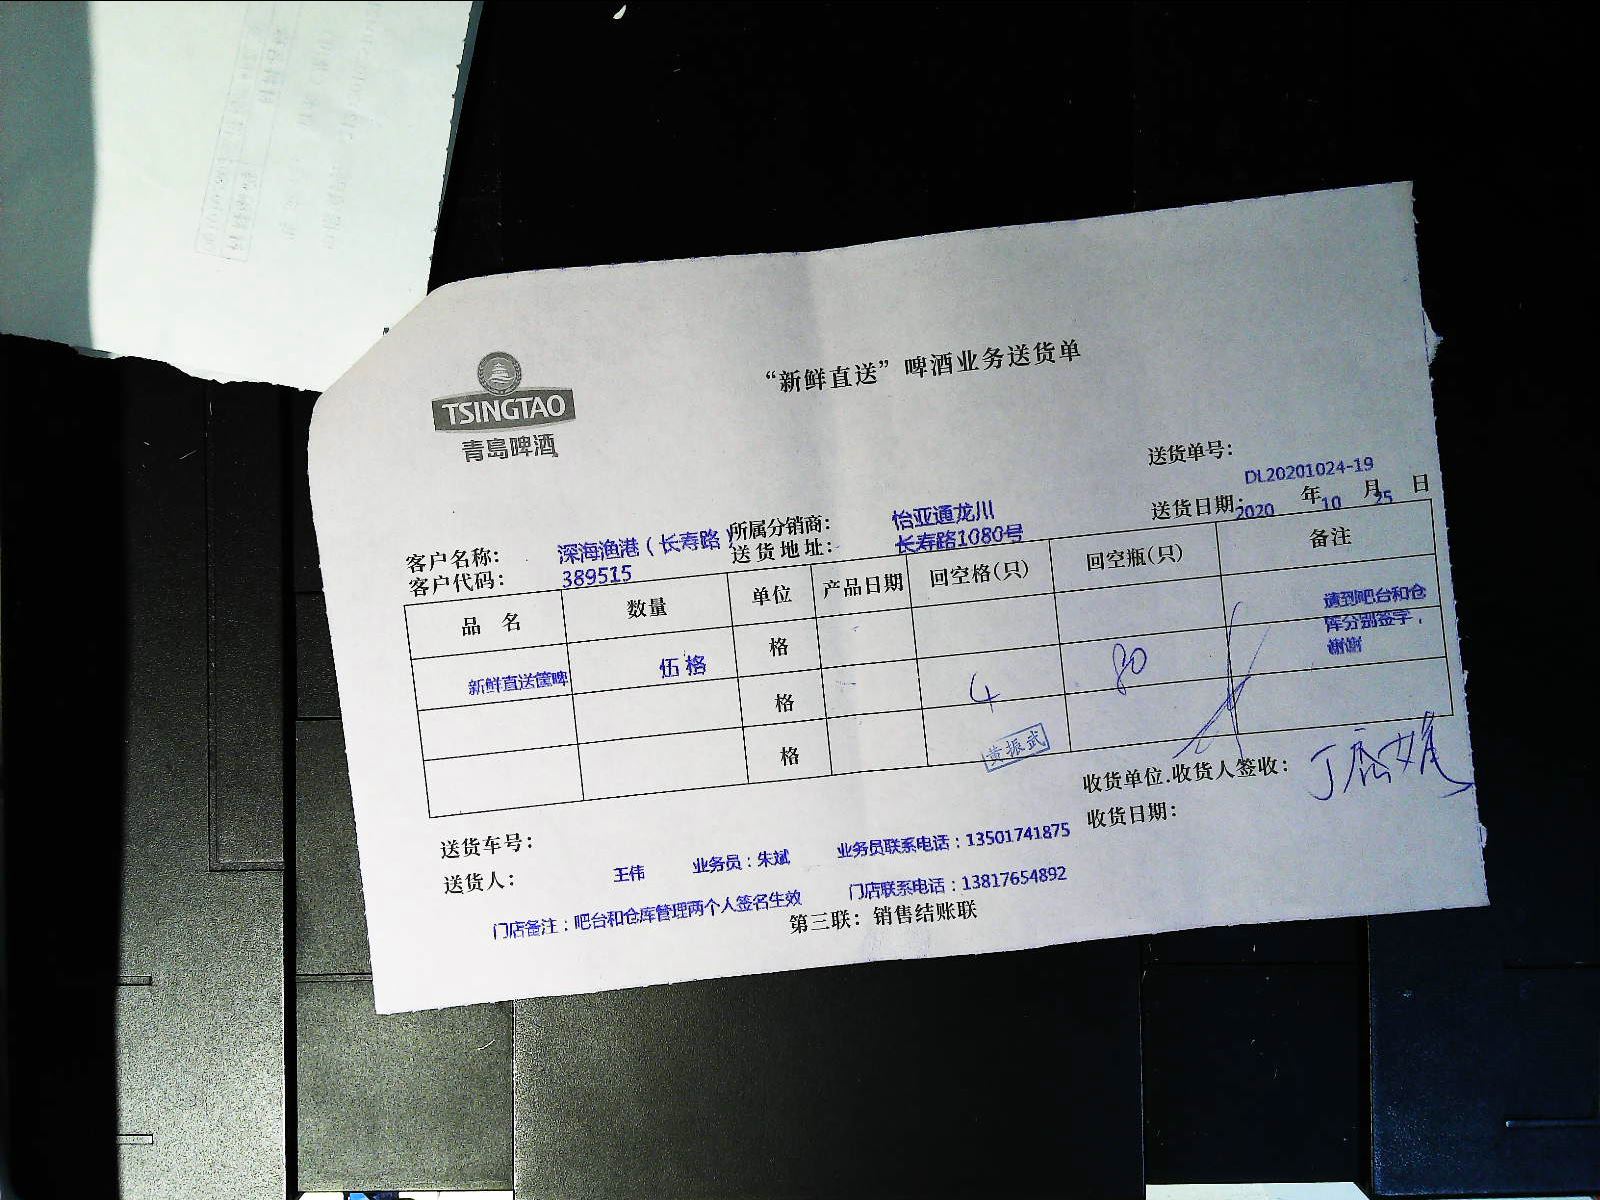 TSINGTAO
青島啤酒
“新鲜直送”啤酒业务送货单
送货单号：
DL20201024-19
送货日期：2020 年10 月25 日
客户名称：深海渔港（长寿路） 所属分销商：怡亚通龙川
客户代码：389515 送货地址：长寿路1080号
品 名 数量 单位 产品日期 回空格(只) 回空瓶(只) 备注
新鲜直送筐啤 伍格 格 请到吧台和仓
库分别签字，
谢谢
格 4 80
格
黄振武
收货单位.收货人签收：
收货日期：
送货车号：
送货人：王伟 业务员：朱斌 业务员联系电话：13501741875
门店备注：吧台和仓库管理两个人签名生效 门店联系电话：13817654892
第三联：销售结账联